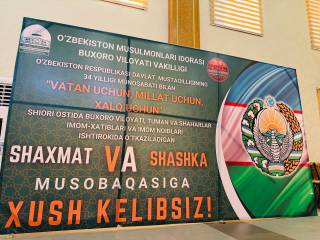 O'ZBEKISTON MUSULMONLARI IDORASI
BUXORO VILOYATI VAKILLIGI
O'ZBEKISTON RESPUBLIKASI DAVLAT MUSTAQILLIGINING
34 YILLIGI MUNOSABATI BILAN
"VATAN UCHUN, MILLAT UCHUN,
XALQ UCHUN"
SHIORI OSTIDA BUXORO VILOYATI, TUMAN VA SHAHARLAR
IMOM-XATIBLARI VA IMOM NOIBLARI
ISHTIROKIDA O'TKAZILADIGAN
SHAXMAT VA SHASHKA
MUSOBAQASIGA
XUSH KELIBSIZ!